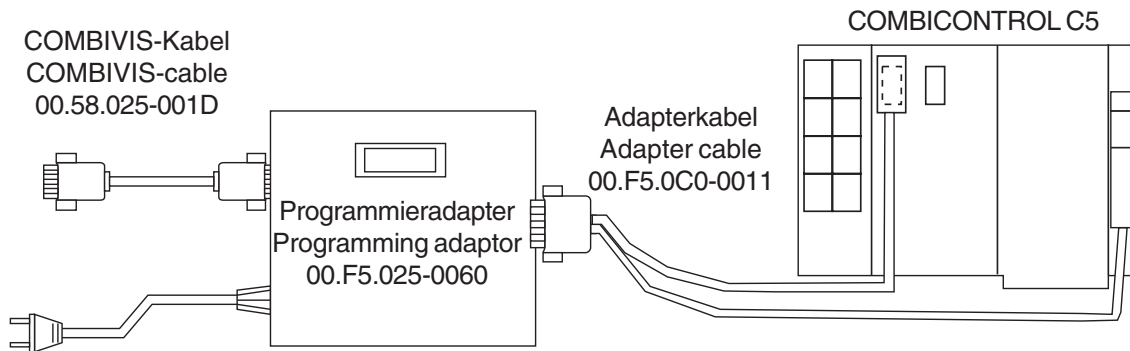 COMBICONTROL C5
COMBIVIS-Kabel
COMBIVIS-cable
00.58.025-001D
Adapterkabel
Adapter cable
00.F5.0C0-0011
Programmieradapter
Programming adaptor
00.F5.025-0060